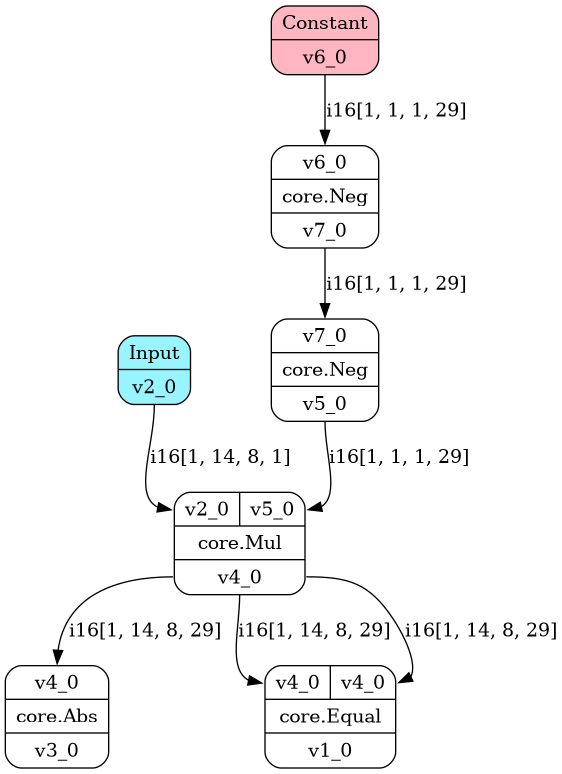 Constant
v6_0
i16[1, 1, 1, 29]
v6_0
core.Neg
v7_0
i16[1, 1, 1, 29]
Input
v2_0
v7_0
core.Neg
v5_0
i16[1, 14, 8, 1]
i16[1, 1, 1, 29]
v2_0 v5_0
core.Mul
v4_0
i16[1, 14, 8, 29]
i16[1, 14, 8, 29]
i16[1, 14, 8, 29]
v4_0
core.Abs
v3_0
v4_0 v4_0
core.Equal
v1_0